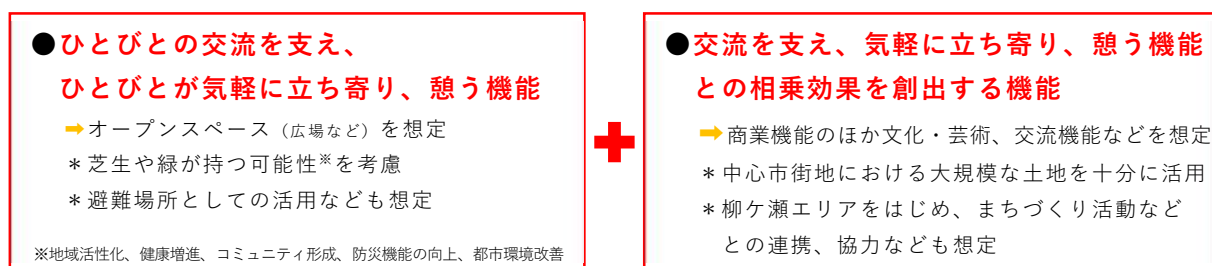 ●ひとびとの交流を支え、
ひとびとが気軽に立ち寄り、憩う機能
➡オープンスペース（広場など）を想定
＊芝生や緑が持つ可能性※を考慮
＊避難場所としての活用なども想定
※地域活性化、健康増進、コミュニティ形成、防災機能の向上、都市環境改善
✚
●交流を支え、気軽に立ち寄り、憩う機能
との相乗効果を創出する機能
➡商業機能のほか文化・芸術、交流機能などを想定
＊中心市街地における大規模な土地を十分に活用
＊柳ケ瀬エリアをはじめ、まちづくり活動など
との連携、協力なども想定